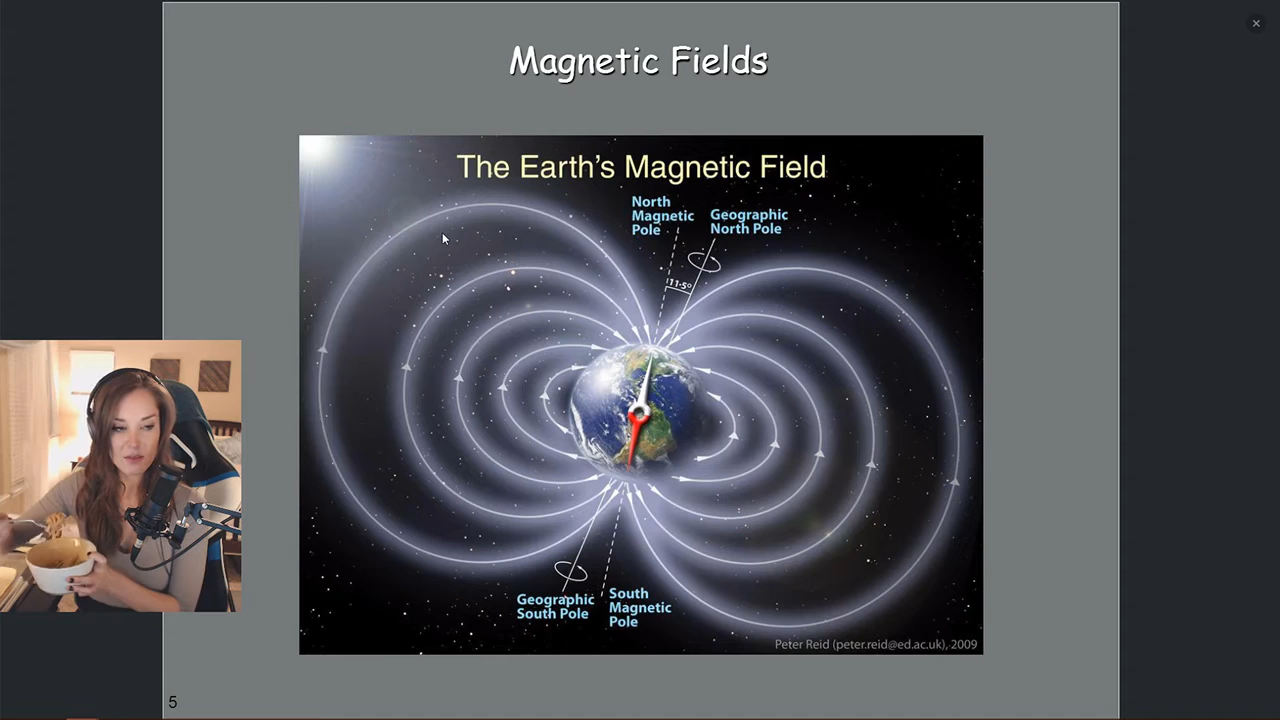 Magnetic Fields
The Earth's Magnetic Field
North
Magnetic
Pole
Geographic
North Pole
11·5°
Geographic
South Pole
South
Magnetic
Pole
Peter Reid (peter.reid@ed.ac.uk), 2009
5